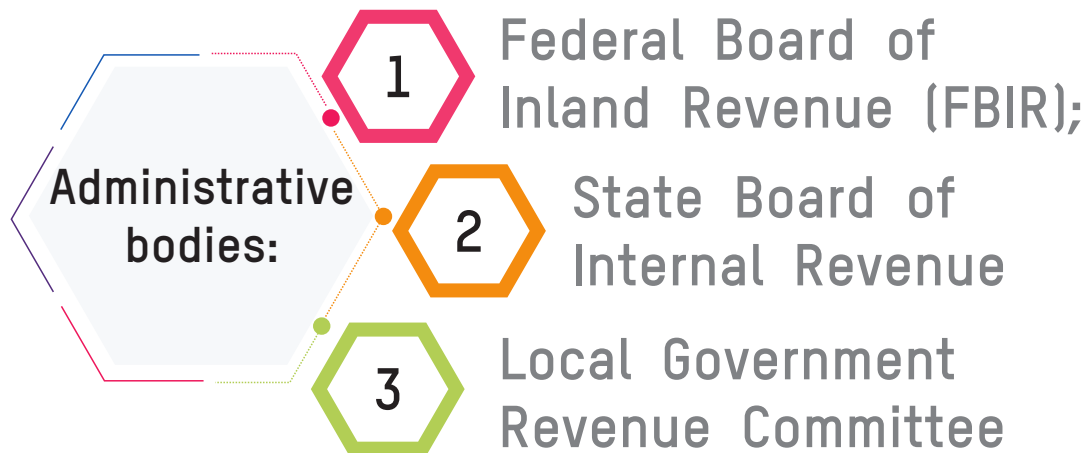 Administrative
bodies:
1
Federal Board of
Inland Revenue (FBIR);
2
State Board of
Internal Revenue
3
Local Government
Revenue Committee